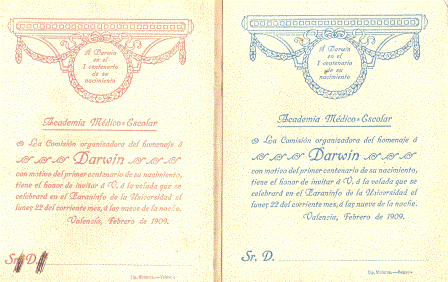 Á Darwin
en el
I centenario
de su
nacimiento
Academia Médico-Escolar
La Comisión organizadora del homenaje á
Darwin
con motivo del primer centenario de su nacimiento,
tiene el honor de invitar á V. á la velada que se
celebrará en el Paraninfo de la Universidad el
lunes 22 del corriente mes, á las nueve de la noche.
Valencia, Febrero de 1909.
Sr. D.
Á Darwin
en el
I centenario
de su
nacimiento
Academia Médico-Escolar
La Comisión organizadora del homenaje á
Darwin
con motivo del primer centenario de su nacimiento,
tiene el honor de invitar á V. á la velada que se
celebrará en el Paraninfo de la Universidad el
lunes 22 del corriente mes, á las nueve de la noche.
Valencia, Febrero de 1909.
Sr. D.